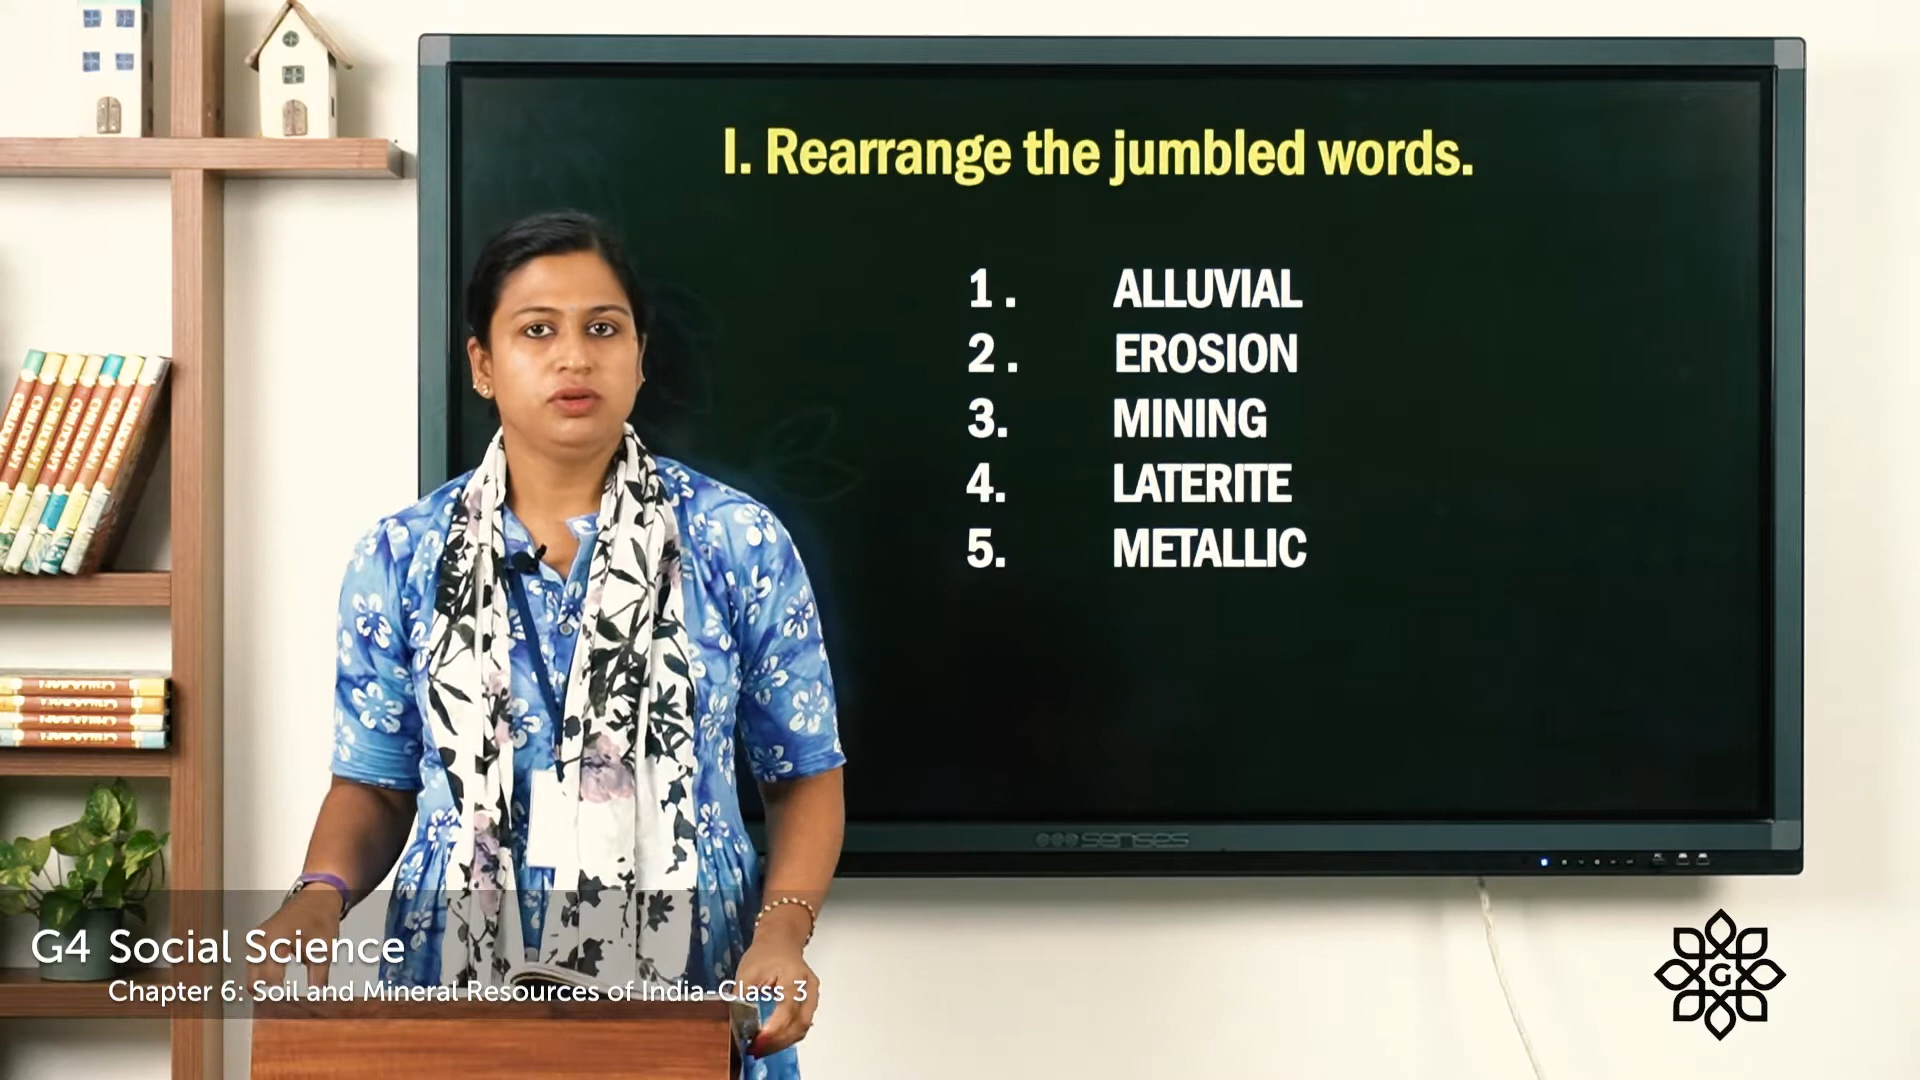 I. Rearrange the jumbled words.
1. ALLUVIAL
2. EROSION
3. MINING
4. LATERITE
5. METALLIC
senses
G4 Social Science
Chapter 6: Soil and Mineral Resources of India-Class 3
G